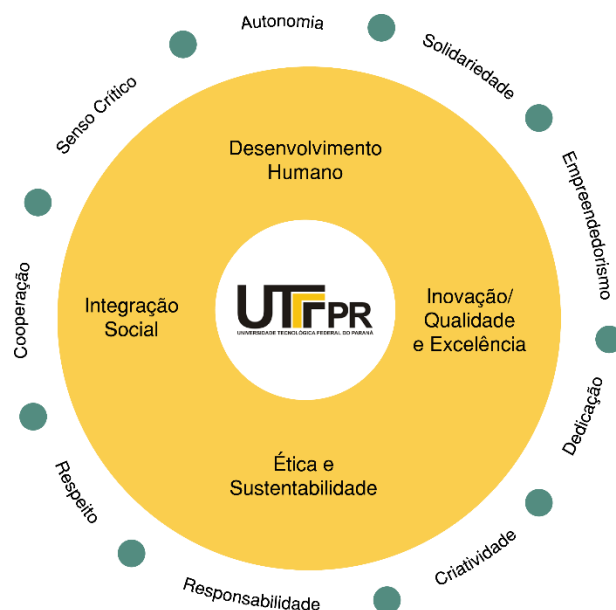 Autonomia
Solidariedade
Empreendedorismo
Dedicação
Criatividade
Responsabilidade
Respeito
Cooperação
Senso Crítico
Desenvolvimento
Humano
Inovação/
Qualidade
e Excelência
Ética e
Sustentabilidade
Integração
Social
UTFPR
UNIVERSIDADE TECNOLÓGICA FEDERAL DO PARANÁ